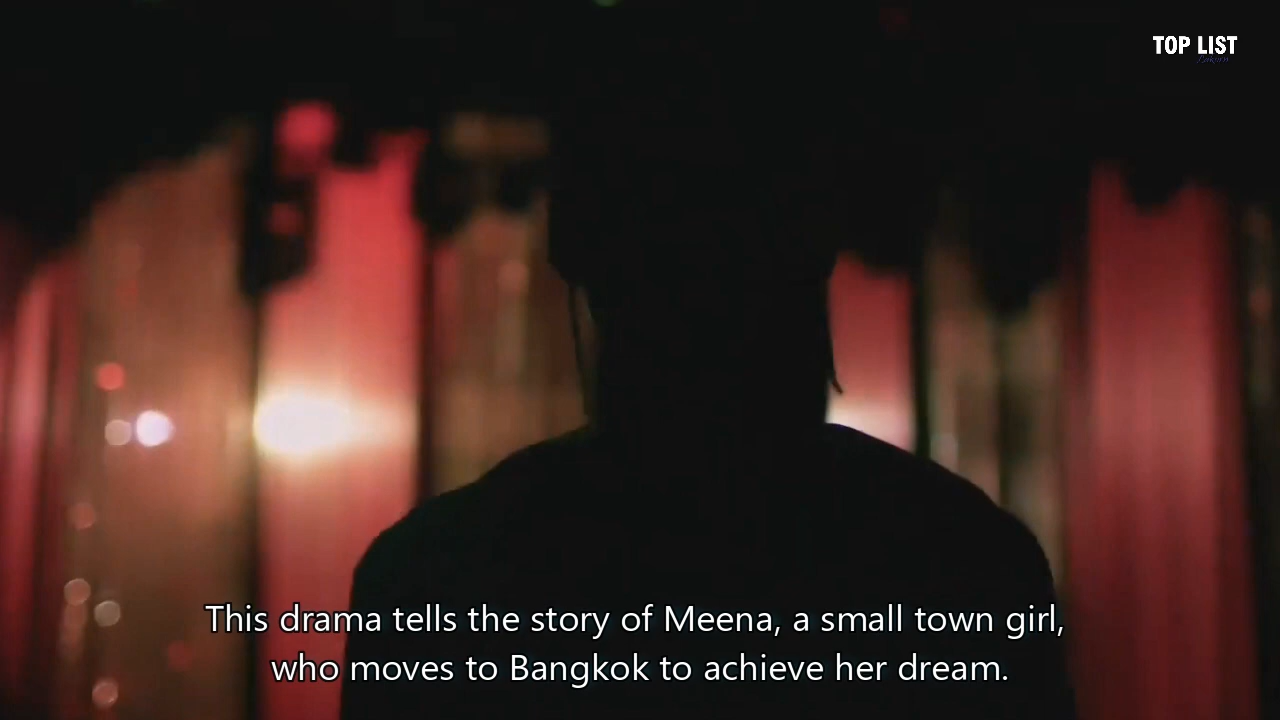 TOP LIST
Lakorn
This drama tells the story of Meena, a small town girl,
who moves to Bangkok to achieve her dream.